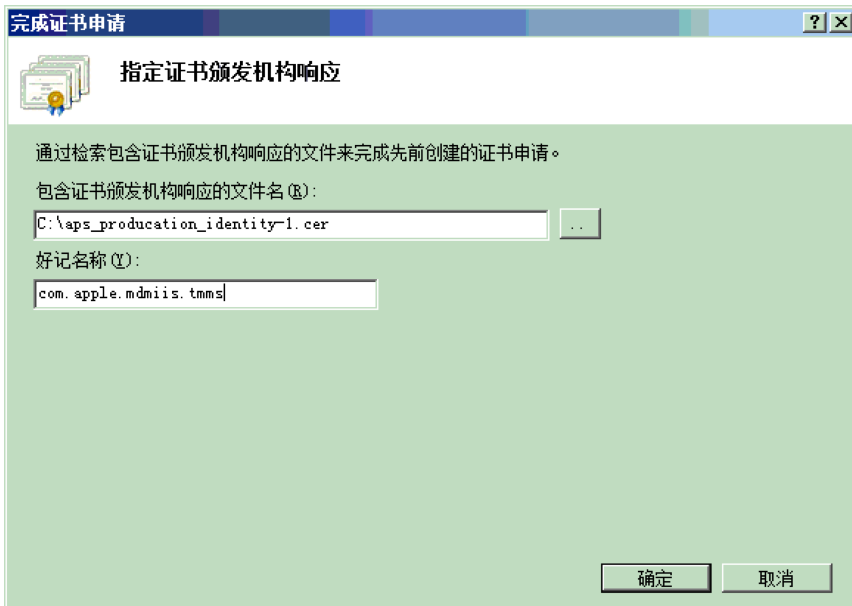 完成证书申请
指定证书颁发机构响应
通过检索包含证书颁发机构响应的文件来完成先前创建的证书申请。
包含证书颁发机构响应的文件名(R):
C:\aps_producation_identity-1.cer
..
好记名称(Y):
com.apple.mdmiis.tmms
确定 取消